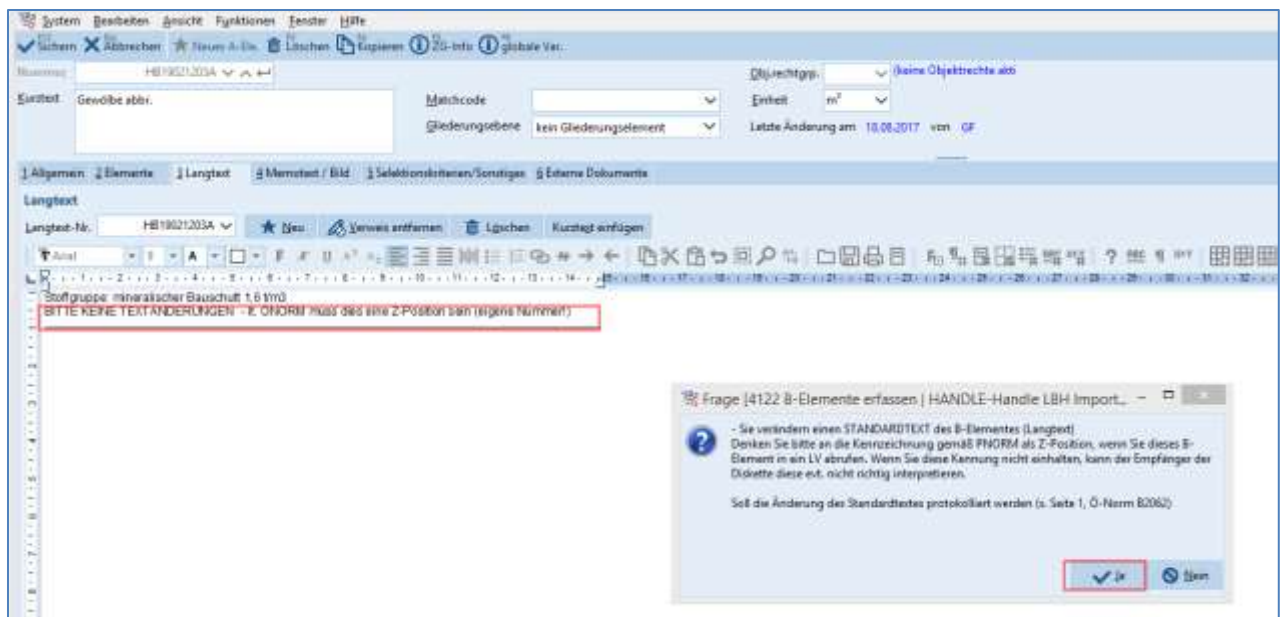 System Bearbeiten Ansicht Funktionen Fenster Hilfe
Sichern Abbrechen Neues A-Ele. Löschen Kopieren ZG-Info globale Ver.
Nummer HB19021203A Obj.rechtgrp. (keine Objektrechte akti
Kurztext Gewölbe abbr. Matchcode Einheit m²
Gliederungsebene kein Gliederungselement Letzte Änderung am 18.08.2017 von GF
1 Allgemein 2 Elemente 3 Langtext 4 Memotext / Bild 5 Selektionskriterien/Sonstiges 6 Externe Dokumente
Langtext
Langtext-Nr. HB19021203A Neu Verweis entfernen Löschen Kurztext einfügen
Arial
Stoffgruppe: mineralischer Bauschutt 1,6 t/m3
BITTE KEINE TEXTÄNDERUNGEN - lt. ÖNORM muss dies eine Z-Position sein (eigene Nummer!)
Frage [4122 B-Elemente erfassen | HANDLE-Handle LBH Import...
- Sie verändern einen STANDARDTEXT des B-Elementes (Langtext)
Denken Sie bitte an die Kennzeichnung gemäß PNORM als Z-Position, wenn Sie dieses B-
Element in ein LV abrufen. Wenn Sie diese Kennung nicht einhalten, kann der Empfänger der
Diskette diese evt. nicht richtig interpretieren.
Soll die Änderung des Standardtextes protokolliert werden (s. Seite 1, Ö-Norm B2062)
Ja Nein